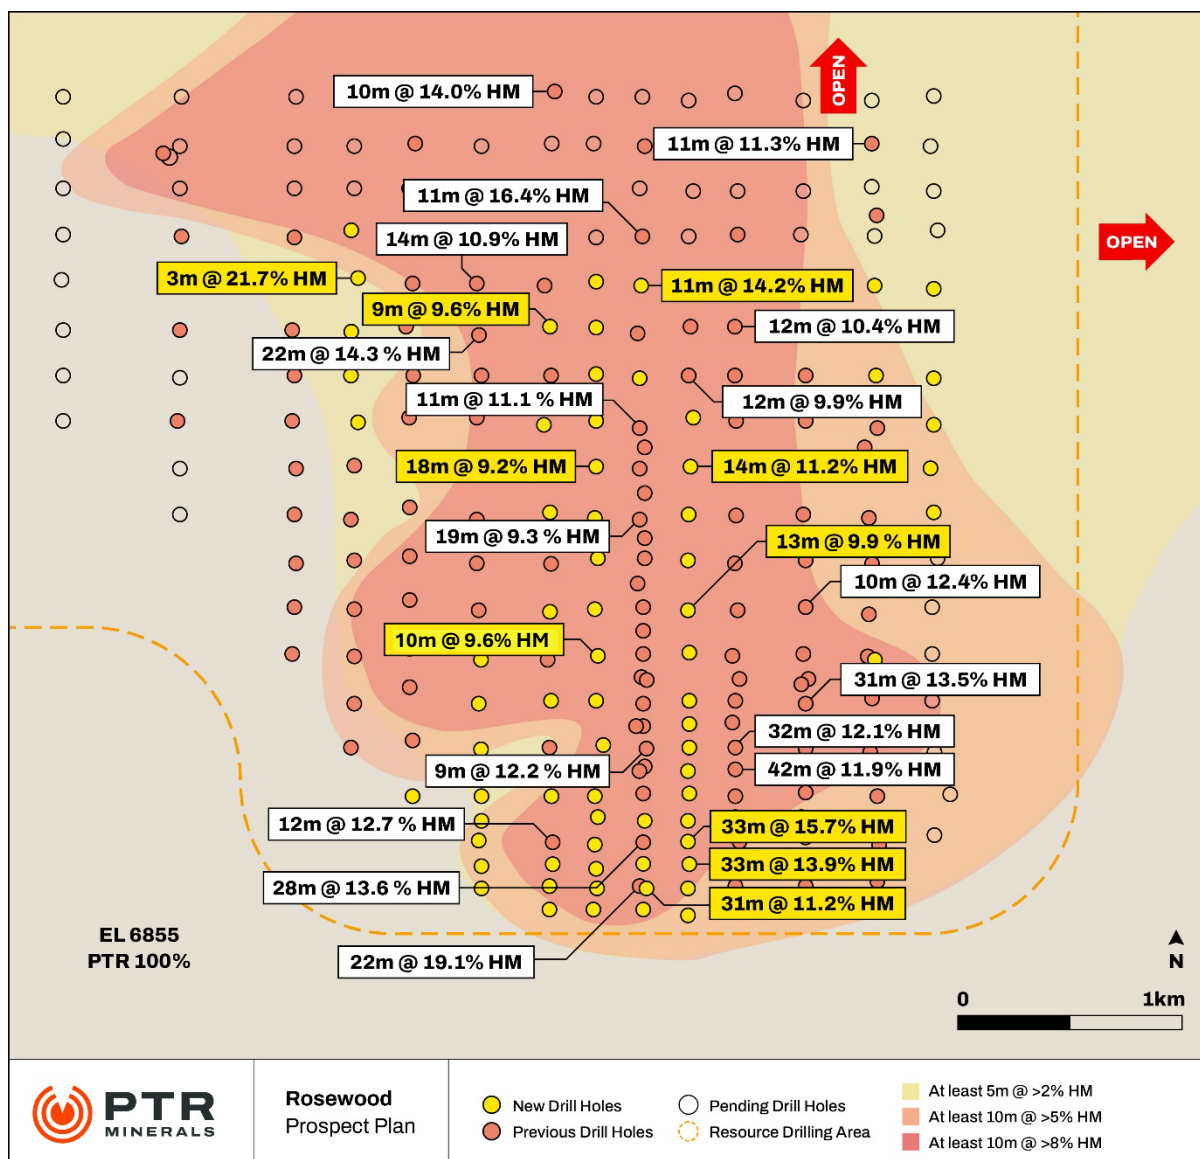 OPEN
10m @ 14.0% HM
11m @ 11.3% HM
11m @ 16.4% HM
14m @ 10.9% HM
OPEN
3m @ 21.7% HM
11m @ 14.2% HM
9m @ 9.6% HM
12m @ 10.4% HM
22m @ 14.3 % HM
11m @ 11.1 % HM
12m @ 9.9% HM
18m @ 9.2% HM
14m @ 11.2% HM
19m @ 9.3 % HM
13m @ 9.9 % HM
10m @ 12.4% HM
10m @ 9.6% HM
31m @ 13.5% HM
32m @ 12.1% HM
9m @ 12.2 % HM
42m @ 11.9% HM
12m @ 12.7 % HM
33m @ 15.7% HM
33m @ 13.9% HM
28m @ 13.6 % HM
31m @ 11.2% HM
EL 6855
PTR 100%
22m @ 19.1% HM
N
0 1km
PTR
MINERALS
Rosewood
Prospect Plan
New Drill Holes
Previous Drill Holes
Pending Drill Holes
Resource Drilling Area
At least 5m @ >2% HM
At least 10m @ >5% HM
At least 10m @ >8% HM